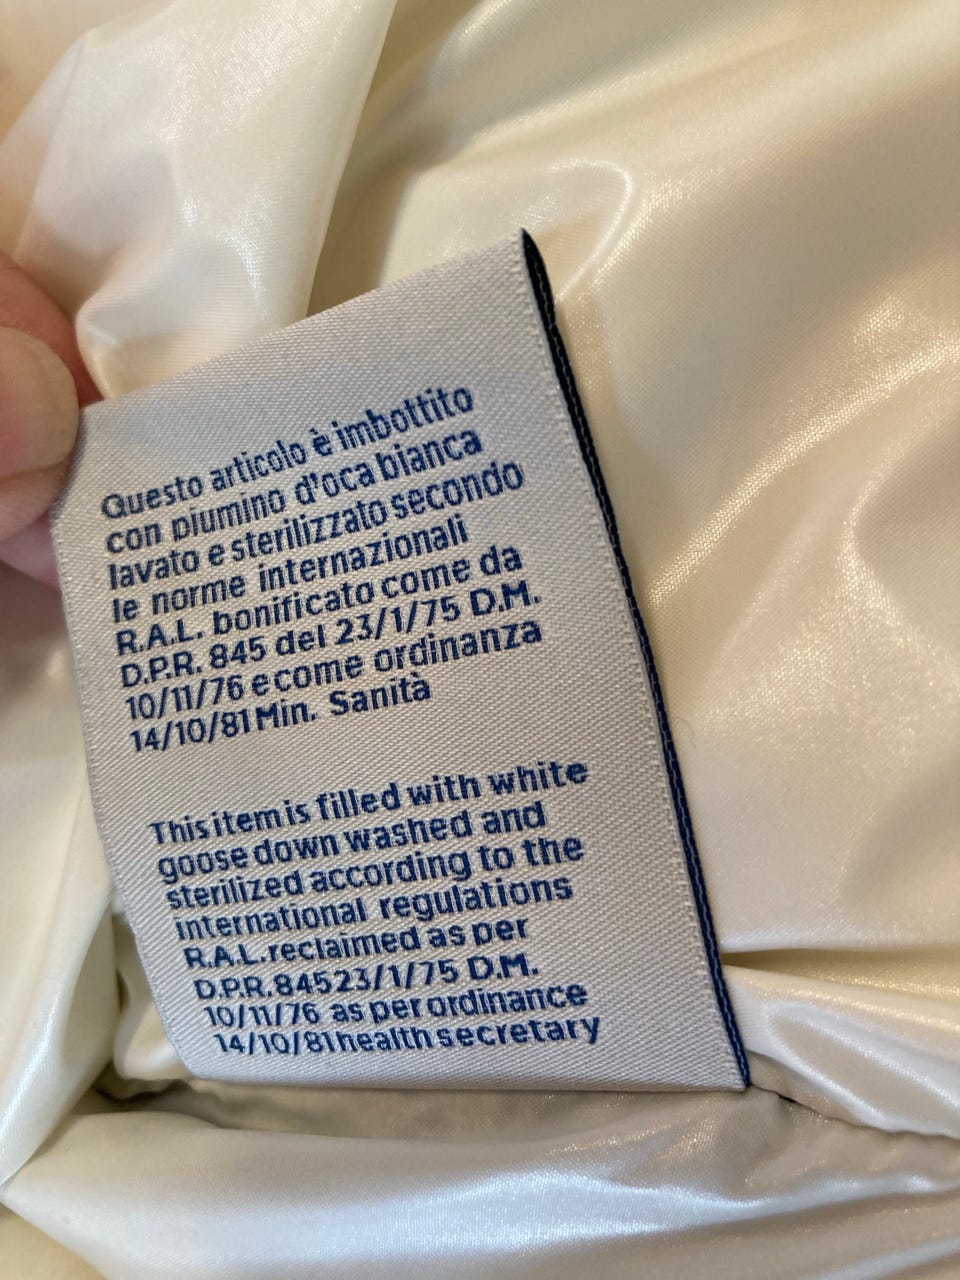 Questo articolo è imbottito
con piumino d'oca bianca
lavato e sterilizzato secondo
le norme internazionali
R.A.L. bonificato come da
D.P.R. 845 del 23/1/75 D.M.
10/11/76 e come ordinanza
14/10/81 Min. Sanità
This item is filled with white
goose down washed and
sterilized according to the
international regulations
R.A.L. reclaimed as per
D.P.R. 84523/1/75 D.M.
10/11/76 as per ordinance
14/10/81 health secretary